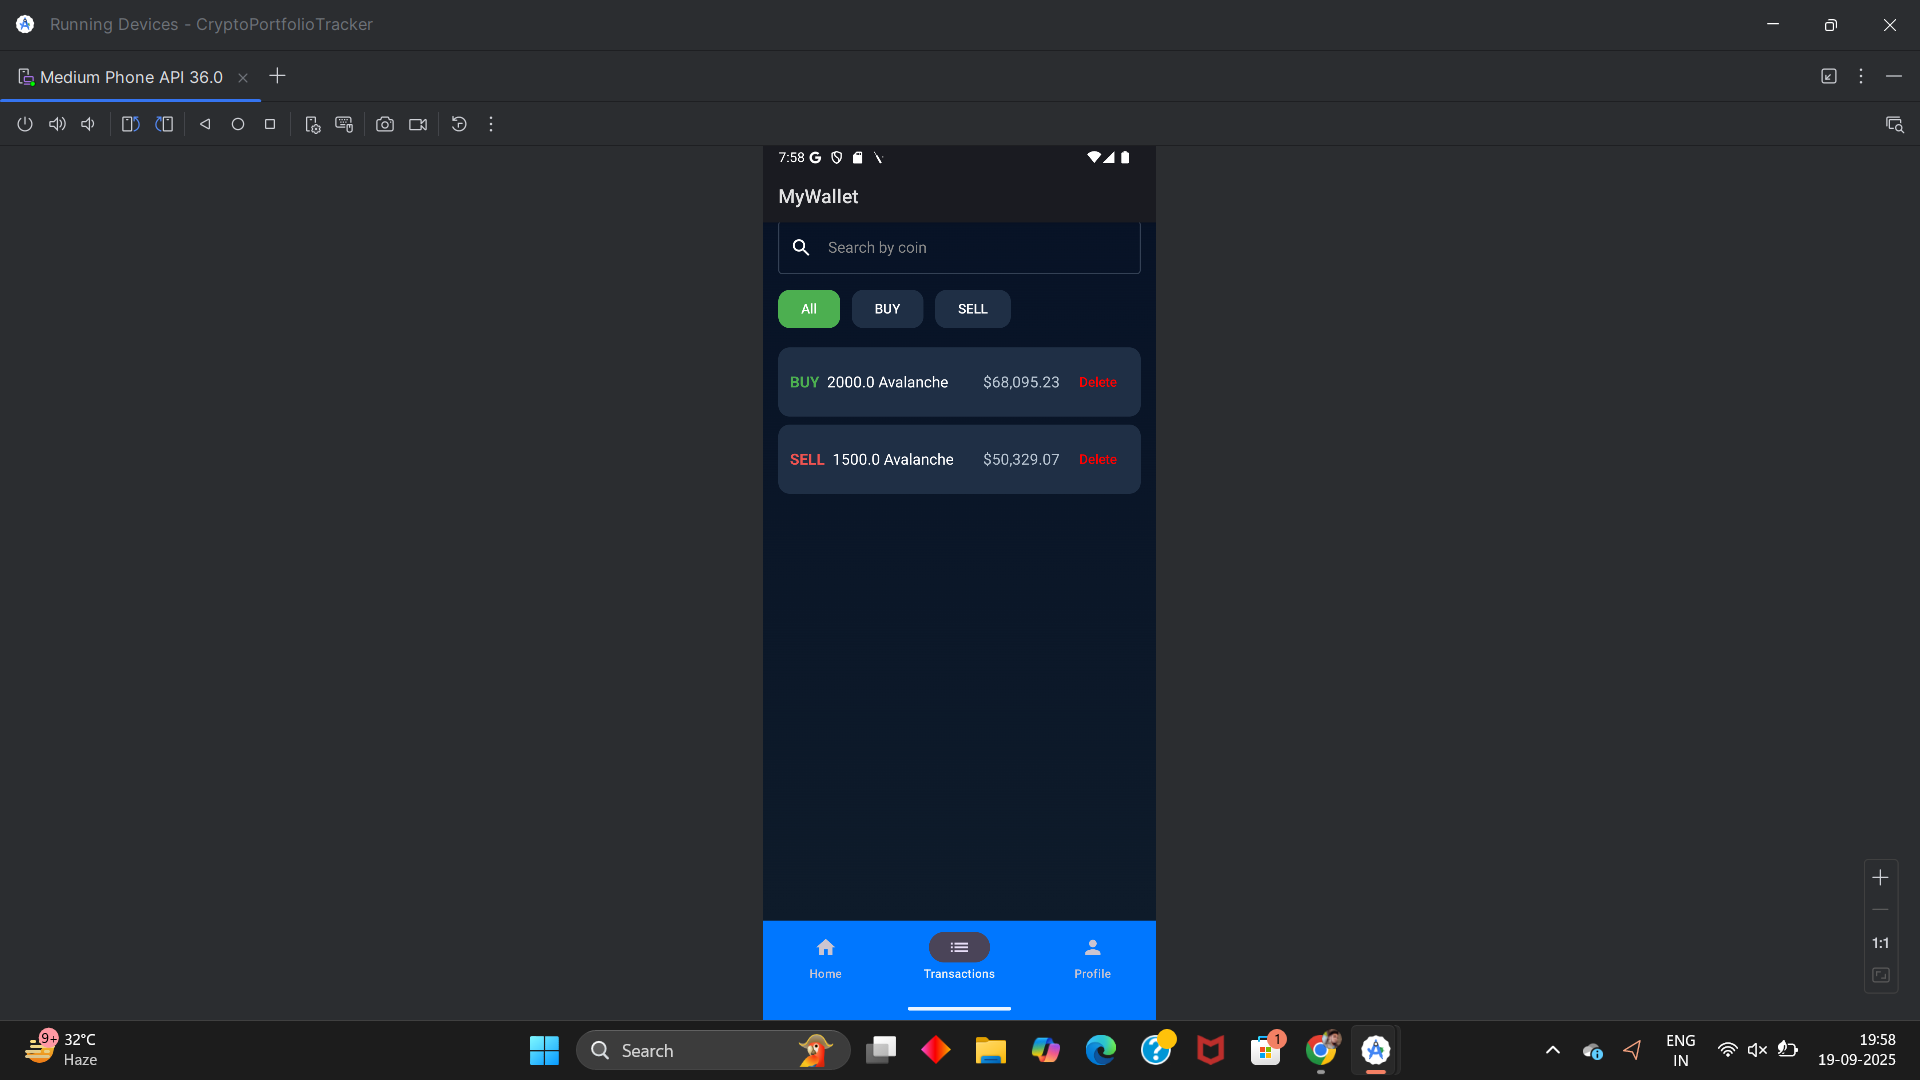 Running Devices - CryptoPortfolioTracker
Medium Phone API 36.0
7:58
MyWallet
Search by coin
All BUY SELL
BUY 2000.0 Avalanche $68,095.23 Delete
SELL 1500.0 Avalanche $50,329.07 Delete
1:1
Home Transactions Profile
9+ 32°C
Haze
Search
1
ENG
IN
19:58
19-09-2025